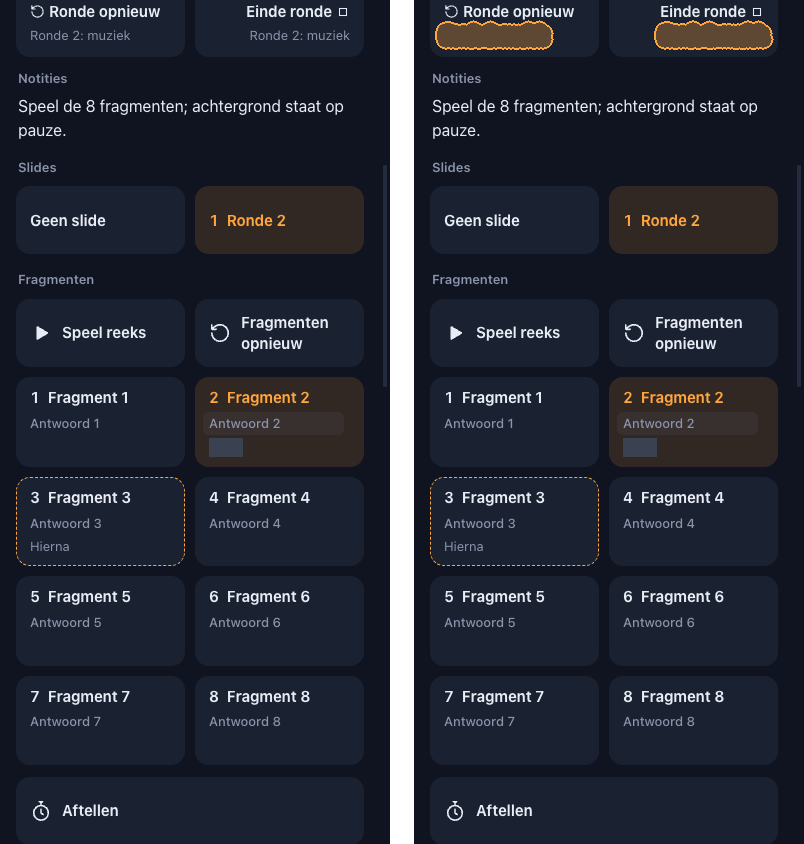 Ronde opnieuw
Einde ronde
Ronde 2: muziek
Ronde 2: muziek
Notities
Speel de 8 fragmenten; achtergrond staat op
pauze.
Slides
Geen slide
1 Ronde 2
Fragmenten
Speel reeks
Fragmenten
opnieuw
1 Fragment 1
Antwoord 1
2 Fragment 2
Antwoord 2
3 Fragment 3
Antwoord 3
Hierna
4 Fragment 4
Antwoord 4
5 Fragment 5
Antwoord 5
6 Fragment 6
Antwoord 6
7 Fragment 7
Antwoord 7
8 Fragment 8
Antwoord 8
Aftellen
Ronde opnieuw
Einde ronde
Notities
Speel de 8 fragmenten; achtergrond staat op
pauze.
Slides
Geen slide
1 Ronde 2
Fragmenten
Speel reeks
Fragmenten
opnieuw
1 Fragment 1
Antwoord 1
2 Fragment 2
Antwoord 2
3 Fragment 3
Antwoord 3
Hierna
4 Fragment 4
Antwoord 4
5 Fragment 5
Antwoord 5
6 Fragment 6
Antwoord 6
7 Fragment 7
Antwoord 7
8 Fragment 8
Antwoord 8
Aftellen